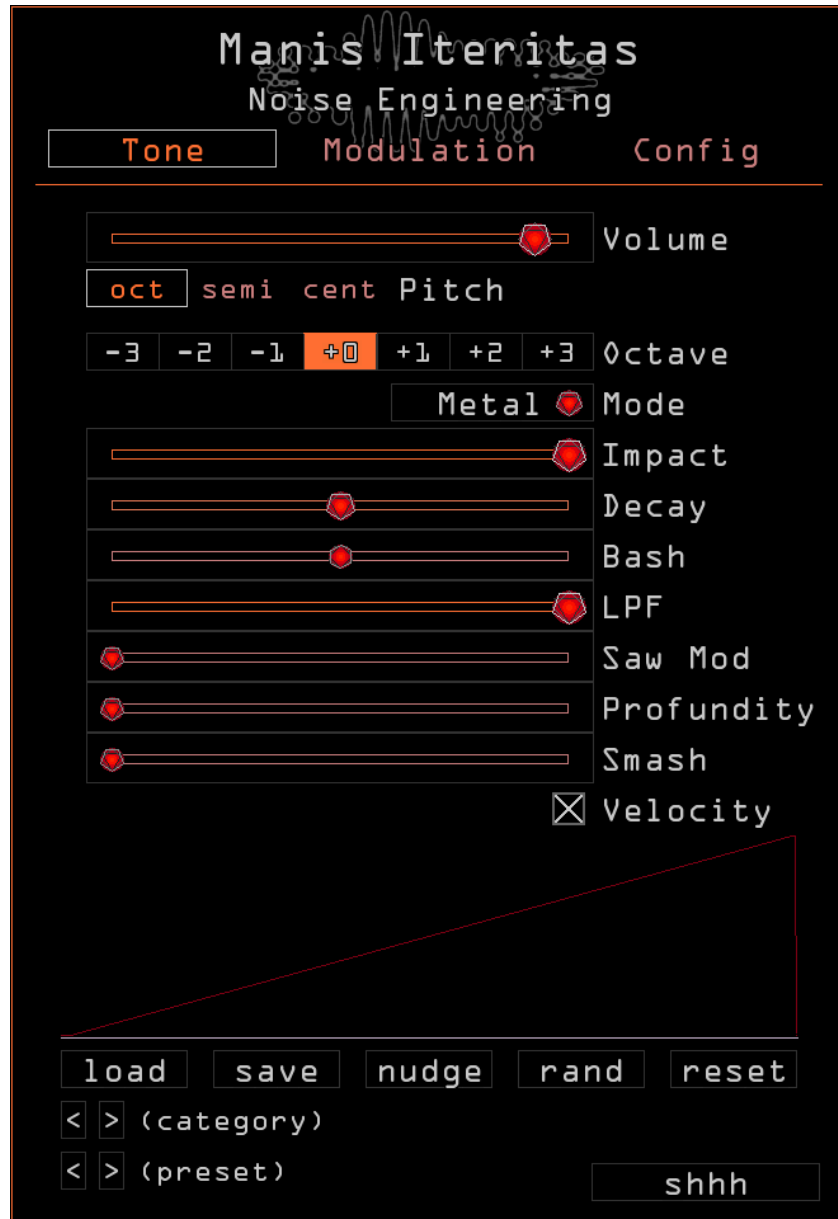 Manis Iteritas
Noise Engineering
Tone Modulation Config
Volume
oct semi cent Pitch
-3 -2 -1 +0 +1 +2 +3 Octave
Metal Mode
Impact
Decay
Bash
LPF
Saw Mod
Profundity
Smash
Velocity
load save nudge rand reset
< > (category)
< > (preset)
shhh